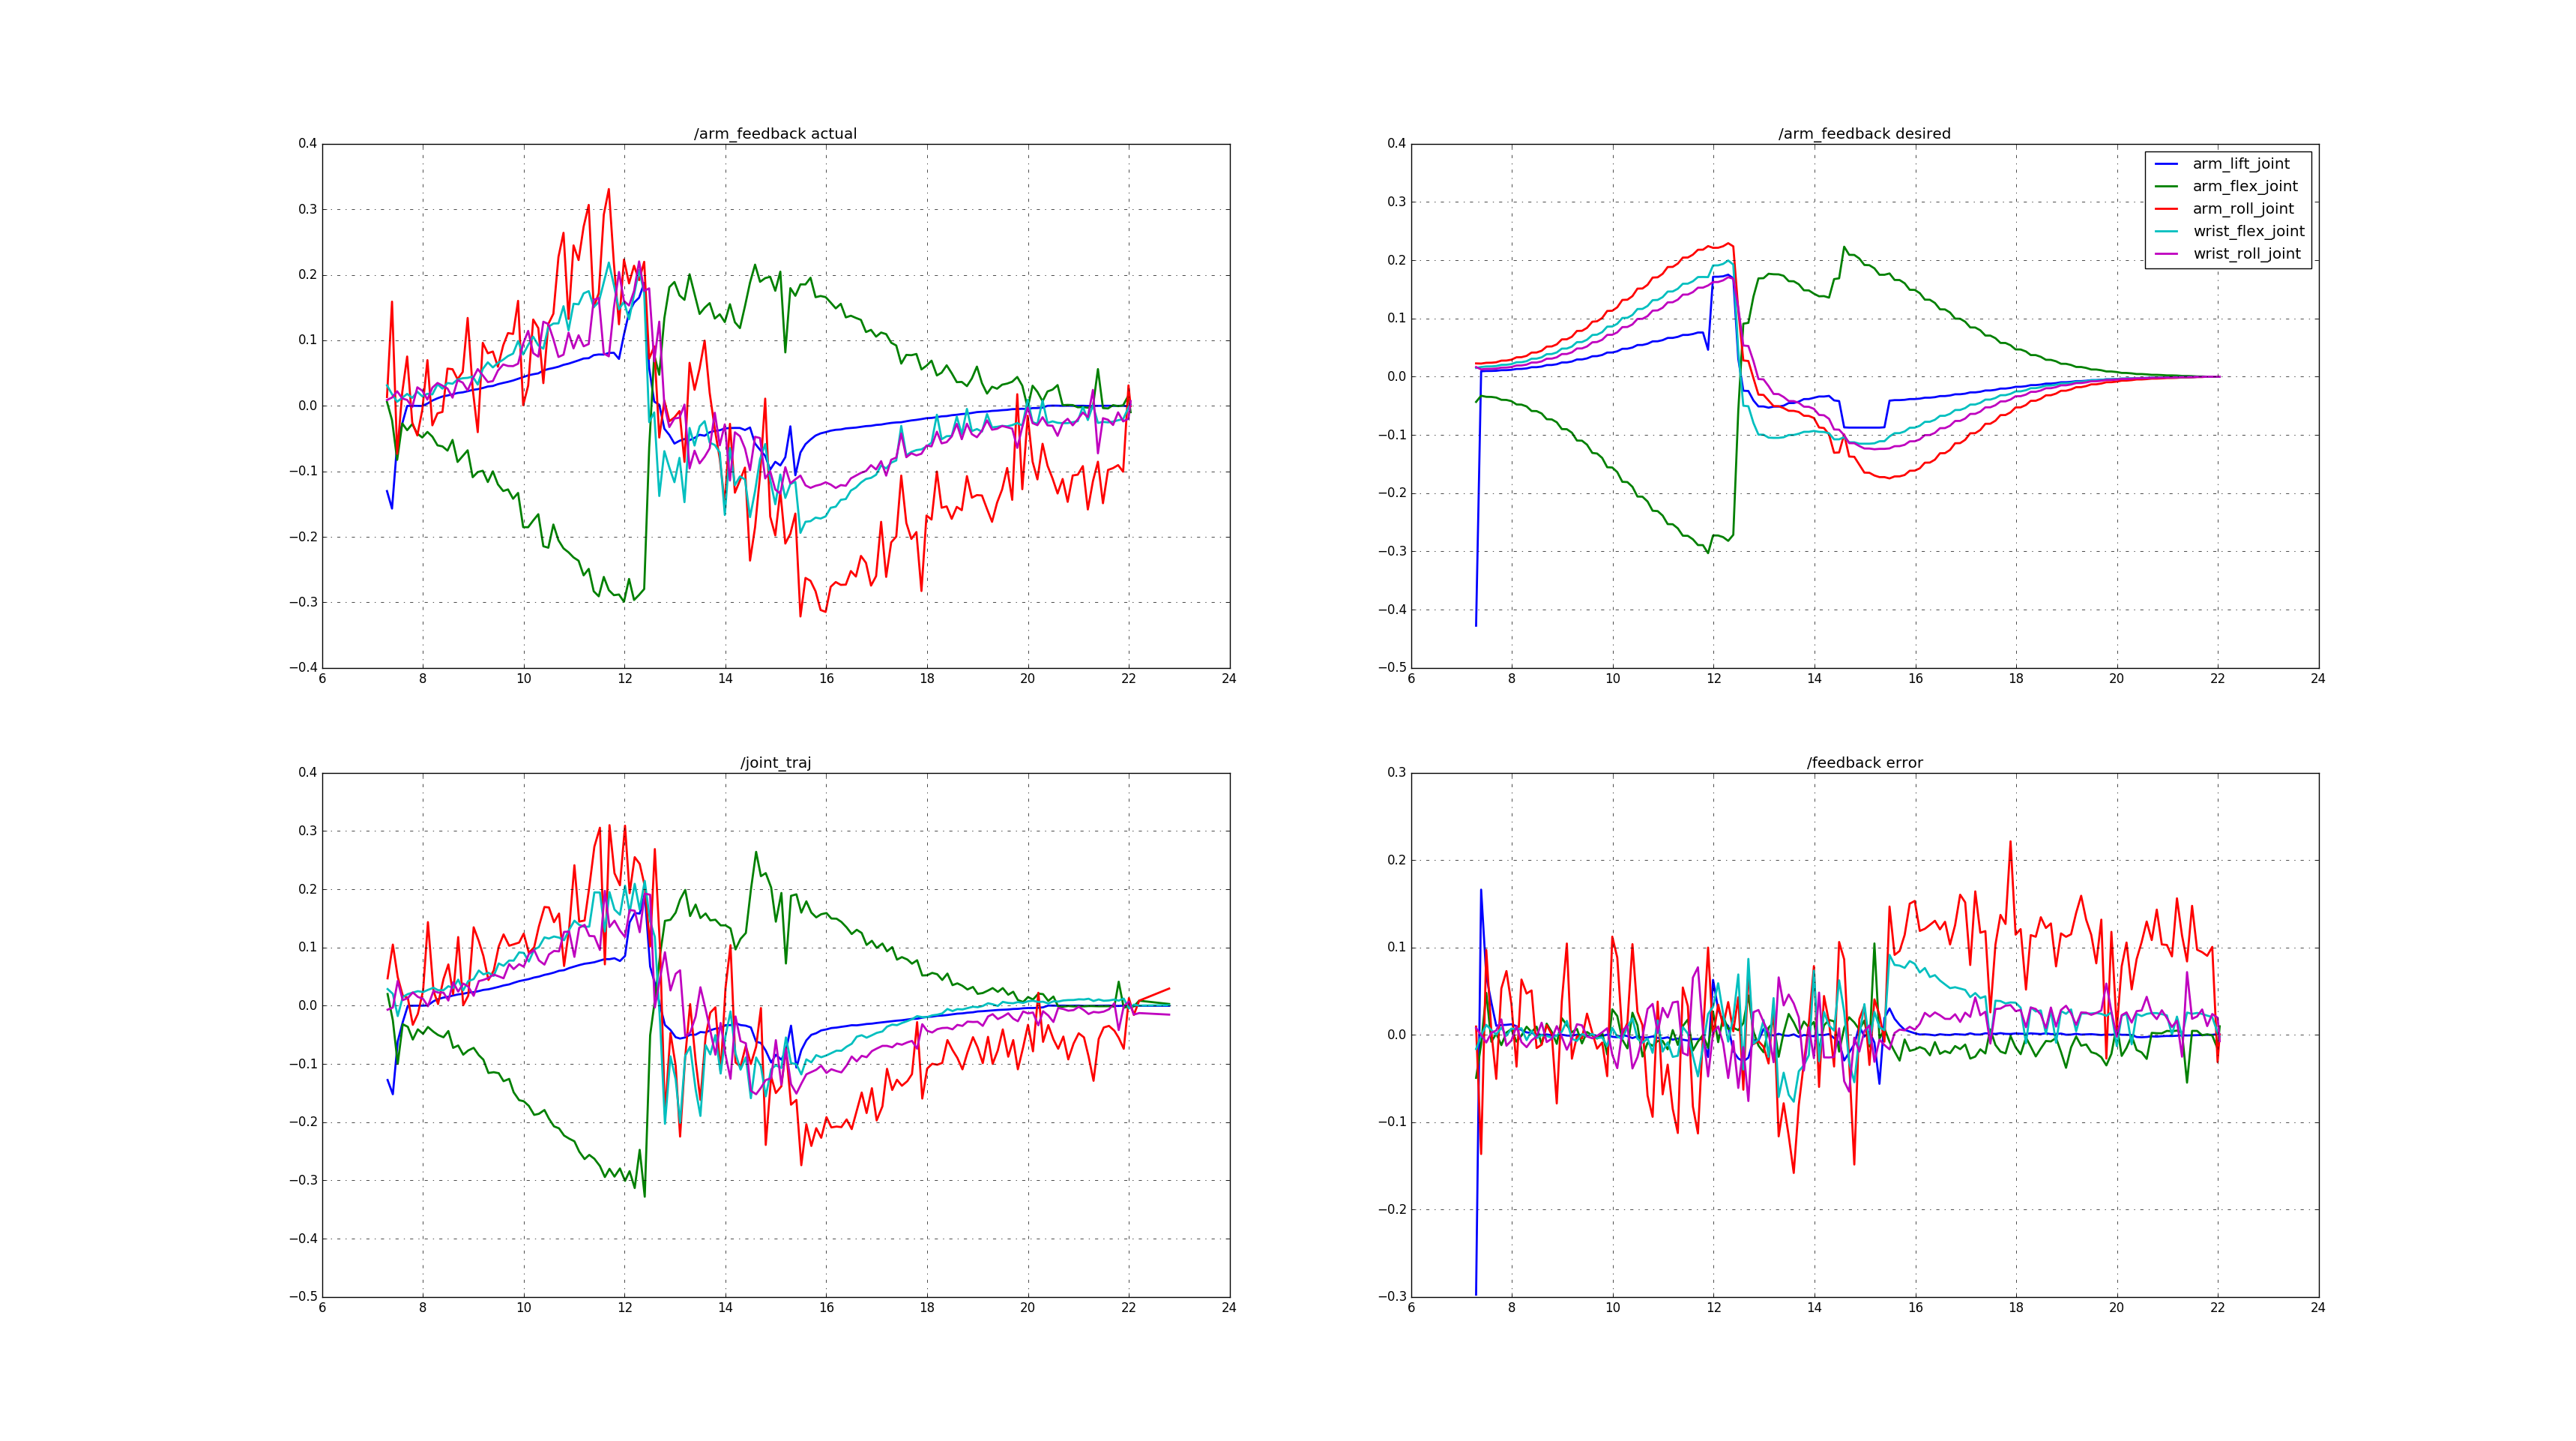 /arm_feedback actual
0.4
0.3
0.2
0.1
0.0
−0.1
−0.2
−0.3
−0.4
6 8 10 12 14 16 18 20 22 24
/arm_feedback desired
0.4
0.3
0.2
0.1
0.0
−0.1
−0.2
−0.3
−0.4
−0.5
6 8 10 12 14 16 18 20 22 24
arm_lift_joint
arm_flex_joint
arm_roll_joint
wrist_flex_joint
wrist_roll_joint
/joint_traj
0.4
0.3
0.2
0.1
0.0
−0.1
−0.2
−0.3
−0.4
−0.5
6 8 10 12 14 16 18 20 22 24
/feedback error
0.3
0.2
0.1
0.0
−0.1
−0.2
−0.3
6 8 10 12 14 16 18 20 22 24